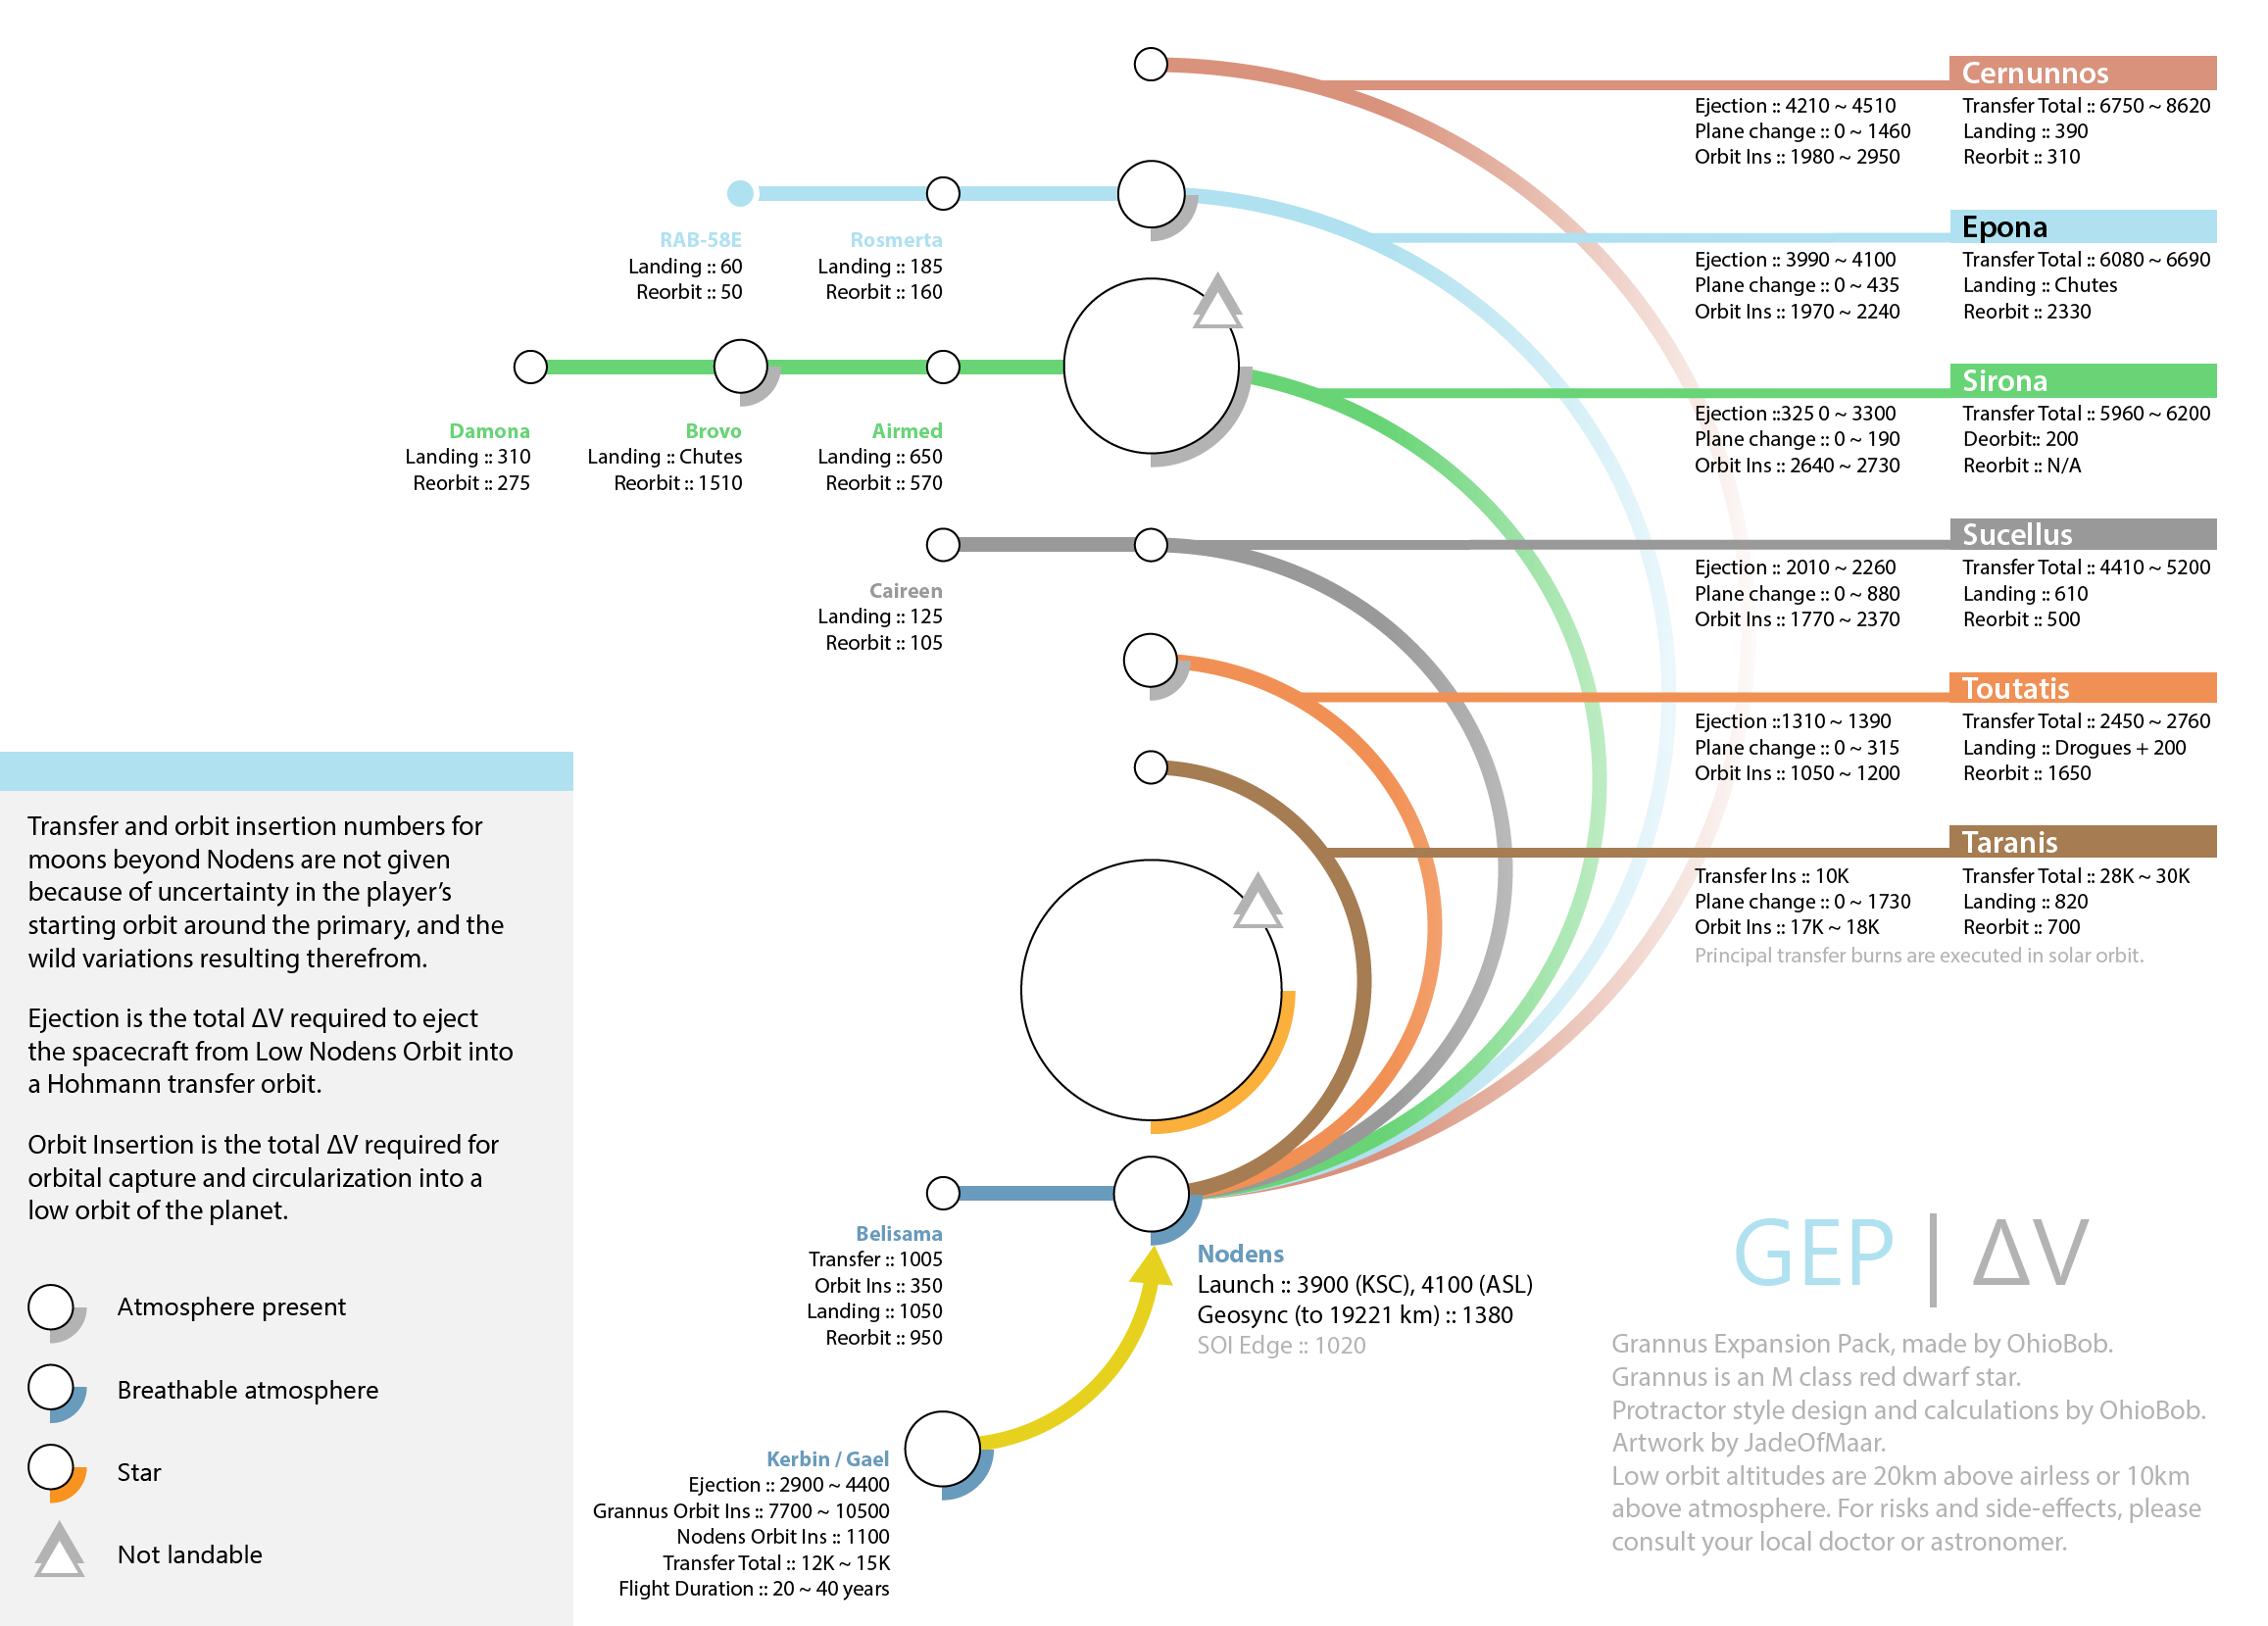 Cernunnos
Ejection :: 4210 ~ 4510
Plane change :: 0 ~ 1460
Orbit Ins :: 1980 ~ 2950
Transfer Total :: 6750 ~ 8620
Landing :: 390
Reorbit :: 310
RAB-58E
Landing :: 60
Reorbit :: 50
Rosmerta
Landing :: 185
Reorbit :: 160
Epona
Ejection :: 3990 ~ 4100
Plane change :: 0 ~ 435
Orbit Ins :: 1970 ~ 2240
Transfer Total :: 6080 ~ 6690
Landing :: Chutes
Reorbit :: 2330
Damona
Landing :: 310
Reorbit :: 275
Brovo
Landing :: Chutes
Reorbit :: 1510
Airmed
Landing :: 650
Reorbit :: 570
Sirona
Ejection ::325 0 ~ 3300
Plane change :: 0 ~ 190
Orbit Ins :: 2640 ~ 2730
Transfer Total :: 5960 ~ 6200
Deorbit:: 200
Reorbit :: N/A
Caireen
Landing :: 125
Reorbit :: 105
Sucellus
Ejection :: 2010 ~ 2260
Plane change :: 0 ~ 880
Orbit Ins :: 1770 ~ 2370
Transfer Total :: 4410 ~ 5200
Landing :: 610
Reorbit :: 500
Toutatis
Ejection ::1310 ~ 1390
Plane change :: 0 ~ 315
Orbit Ins :: 1050 ~ 1200
Transfer Total :: 2450 ~ 2760
Landing :: Drogues + 200
Reorbit :: 1650
Taranis
Transfer Ins :: 10K
Plane change :: 0 ~ 1730
Orbit Ins :: 17K ~ 18K
Transfer Total :: 28K ~ 30K
Landing :: 820
Reorbit :: 700
Principal transfer burns are executed in solar orbit.
Transfer and orbit insertion numbers for
moons beyond Nodens are not given
because of uncertainty in the player's
starting orbit around the primary, and the
wild variations resulting therefrom.
Ejection is the total ΔV required to eject
the spacecraft from Low Nodens Orbit into
a Hohmann transfer orbit.
Orbit Insertion is the total ΔV required for
orbital capture and circularization into a
low orbit of the planet.
Atmosphere present
Breathable atmosphere
Star
Not landable
Belisama
Transfer :: 1005
Orbit Ins :: 350
Landing :: 1050
Reorbit :: 950
Nodens
Launch :: 3900 (KSC), 4100 (ASL)
Geosync (to 19221 km) :: 1380
SOI Edge :: 1020
Kerbin / Gael
Ejection :: 2900 ~ 4400
Grannus Orbit Ins :: 7700 ~ 10500
Nodens Orbit Ins :: 1100
Transfer Total :: 12K ~ 15K
Flight Duration :: 20 ~ 40 years
GEP | ΔV
Grannus Expansion Pack, made by OhioBob.
Grannus is an M class red dwarf star.
Protractor style design and calculations by OhioBob.
Artwork by JadeOfMaar.
Low orbit altitudes are 20km above airless or 10km
above atmosphere. For risks and side-effects, please
consult your local doctor or astronomer.